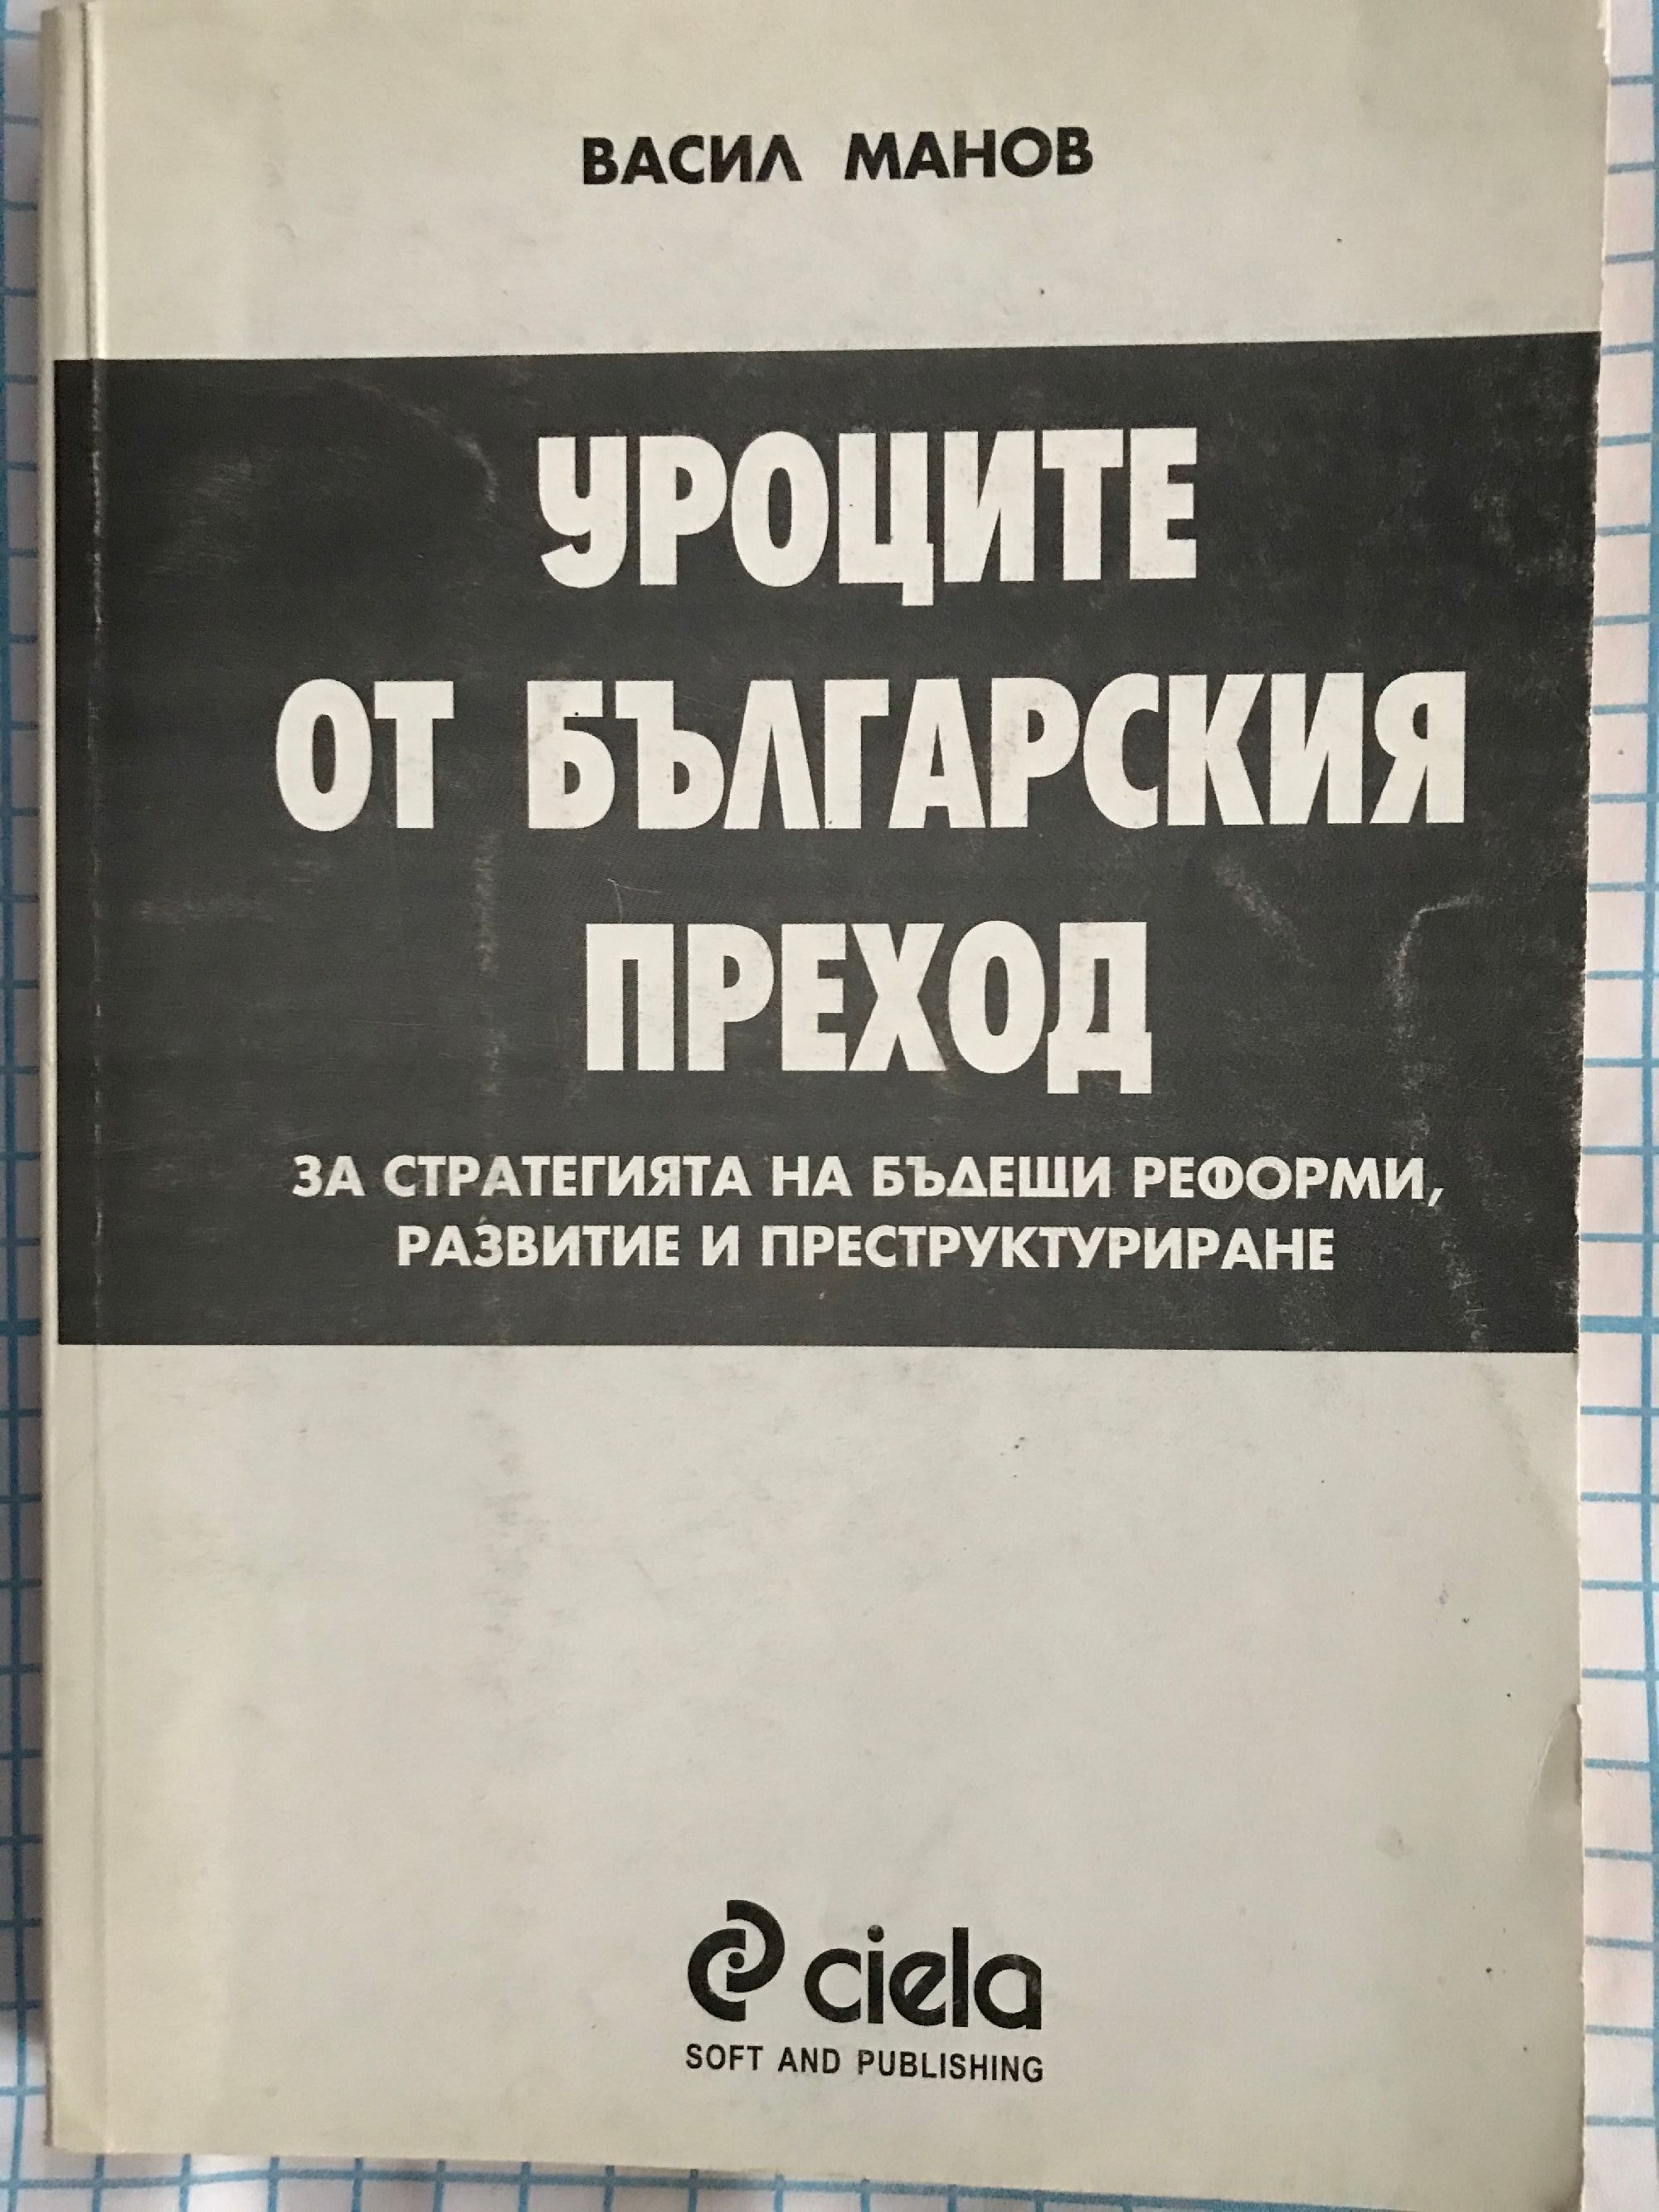 ВАСИЛ МАНОВ
УРОЦИТЕ
ОТ БЪЛГАРСКИЯ
ПРЕХОД
ЗА СТРАТЕГИЯТА НА БЪДЕЩИ РЕФОРМИ,
РАЗВИТИЕ И ПРЕСТРУКТУРИРАНЕ
ciela
SOFT AND PUBLISHING